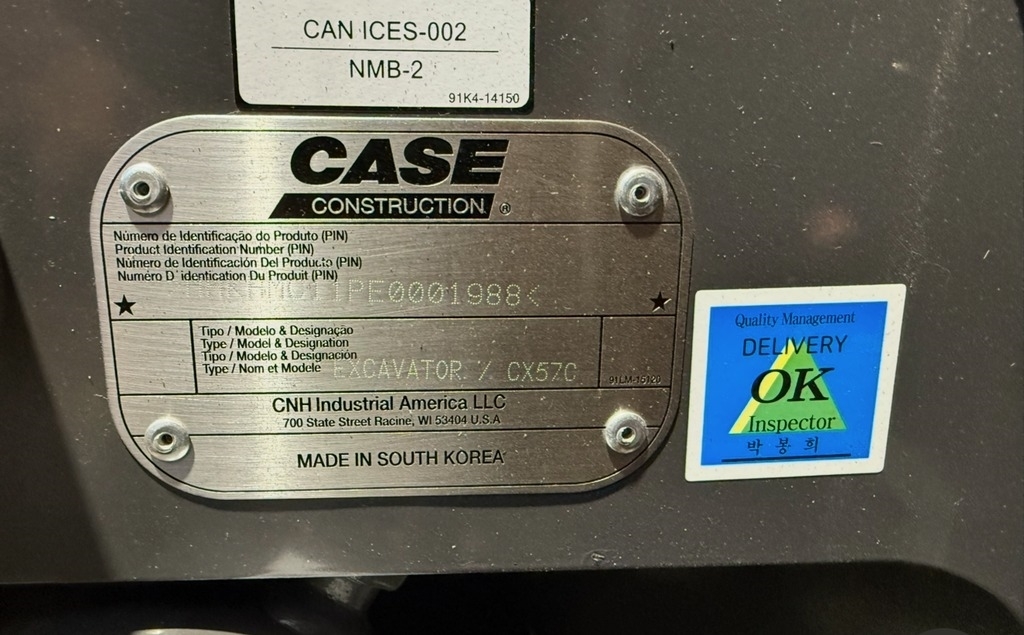 CAN ICES-002
NMB-2
91K4-14150
CASE
CONSTRUCTION ®
Número de Identificação do Produto (PIN)
Product Identification Number (PIN)
Número de Identificación Del Producto (PIN)
Numéro D'identication Du Produit (PIN)
Tipo / Modelo & Designação
Type / Model & Designation
Tipo / Modelo & Designación
Type / Nom et Modele
EXCAVATOR / CX57C
CNH Industrial America LLC
700 State Street Racine, WI 53404 U.S.A
MADE IN SOUTH KOREA
Quality Management
DELIVERY
OK
Inspector
박봉희